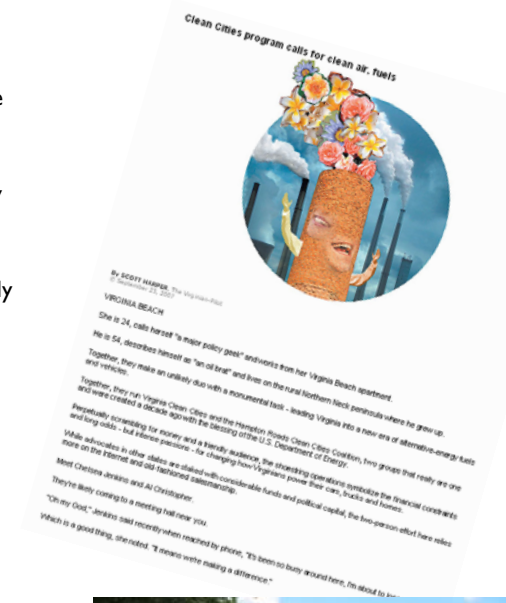 Clean Cities program calls for clean air, fuels
By SCOTT HARPER, The Virginian-Pilot
© September 23, 2007
VIRGINIA BEACH
She is 24, calls herself "a major policy geek" and works from her Virginia Beach apartment.
He is 54, describes himself as "an oil brat" and lives on the rural Northern Neck peninsula where he grew up.
Together, they make an unlikely duo with a monumental task - leading Virginia into a new era of alternative-energy fuels
and vehicles.
Together, they run Virginia Clean Cities and the Hampton Roads Clean Cities Coalition, two groups that really are one
and were created a decade ago with the blessing of the U.S. Department of Energy.
Perpetually scrambling for money and a friendly audience, the shoestring operations symbolize the financial constraints
and long odds - but intense passions - for changing how Virginians power their cars, trucks and homes.
While advocates in other states are staked with considerable funds and political capital, the two-person effort here relies
more on the Internet and old-fashioned salesmanship.
Meet Chelsea Jenkins and Al Christopher.
They're likely coming to a meeting hall near you.
"Oh my God," Jenkins said recently when reached by phone, "it's been so busy around here, I'm about to
Which is a good thing, she noted. "It means we're making a difference."